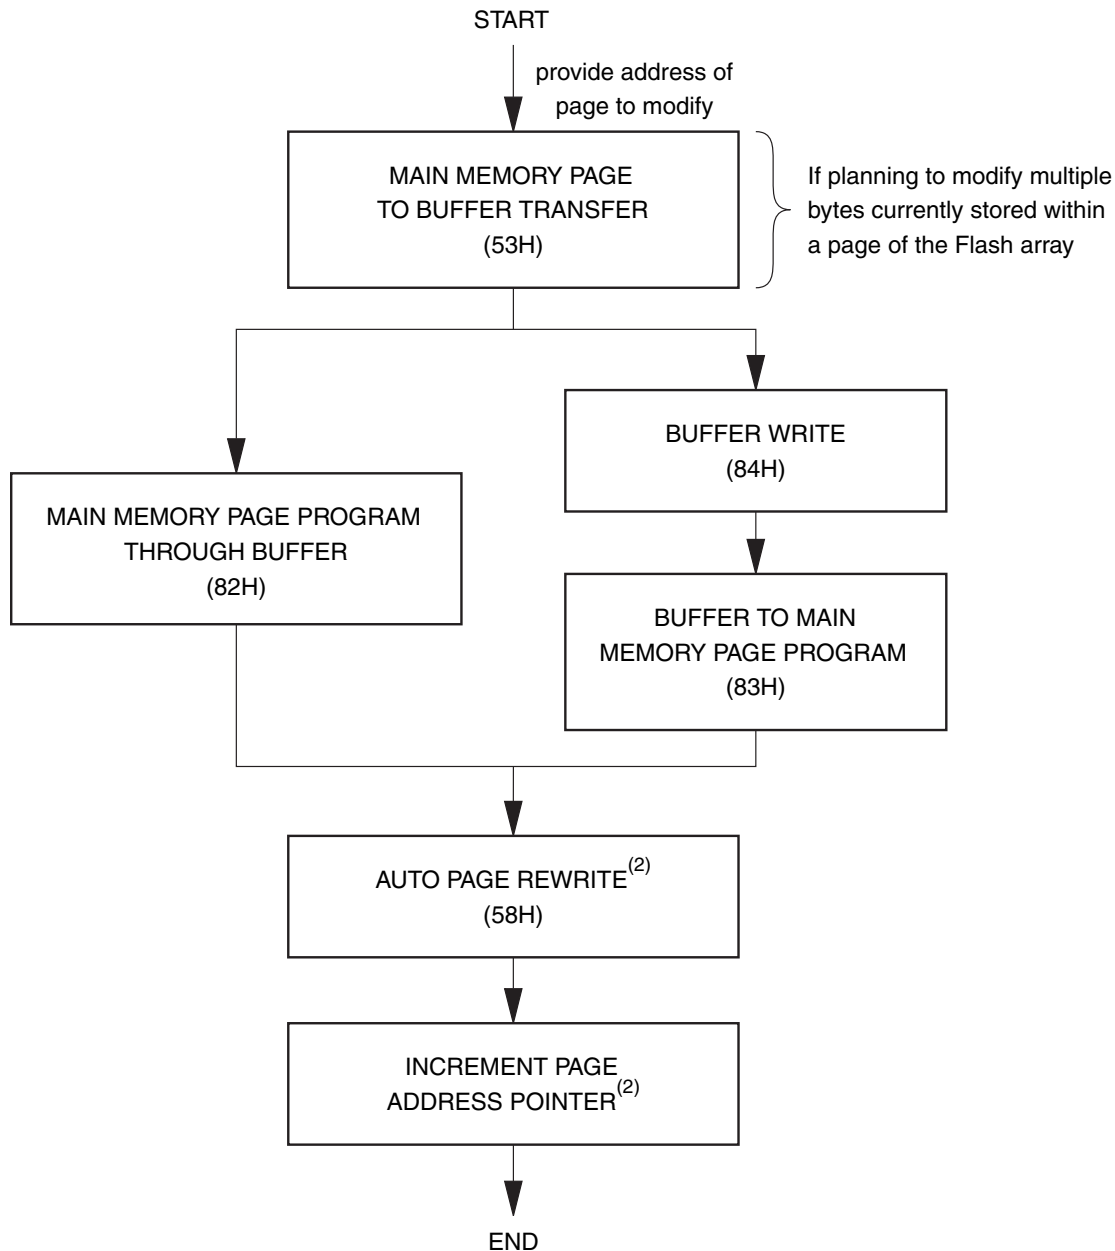 START
provide address of
page to modify
MAIN MEMORY PAGE
TO BUFFER TRANSFER
(53H)
If planning to modify multiple
bytes currently stored within
a page of the Flash array
BUFFER WRITE
(84H)
MAIN MEMORY PAGE PROGRAM
THROUGH BUFFER
(82H)
BUFFER TO MAIN
MEMORY PAGE PROGRAM
(83H)
AUTO PAGE REWRITE(2)
(58H)
INCREMENT PAGE
ADDRESS POINTER(2)
END